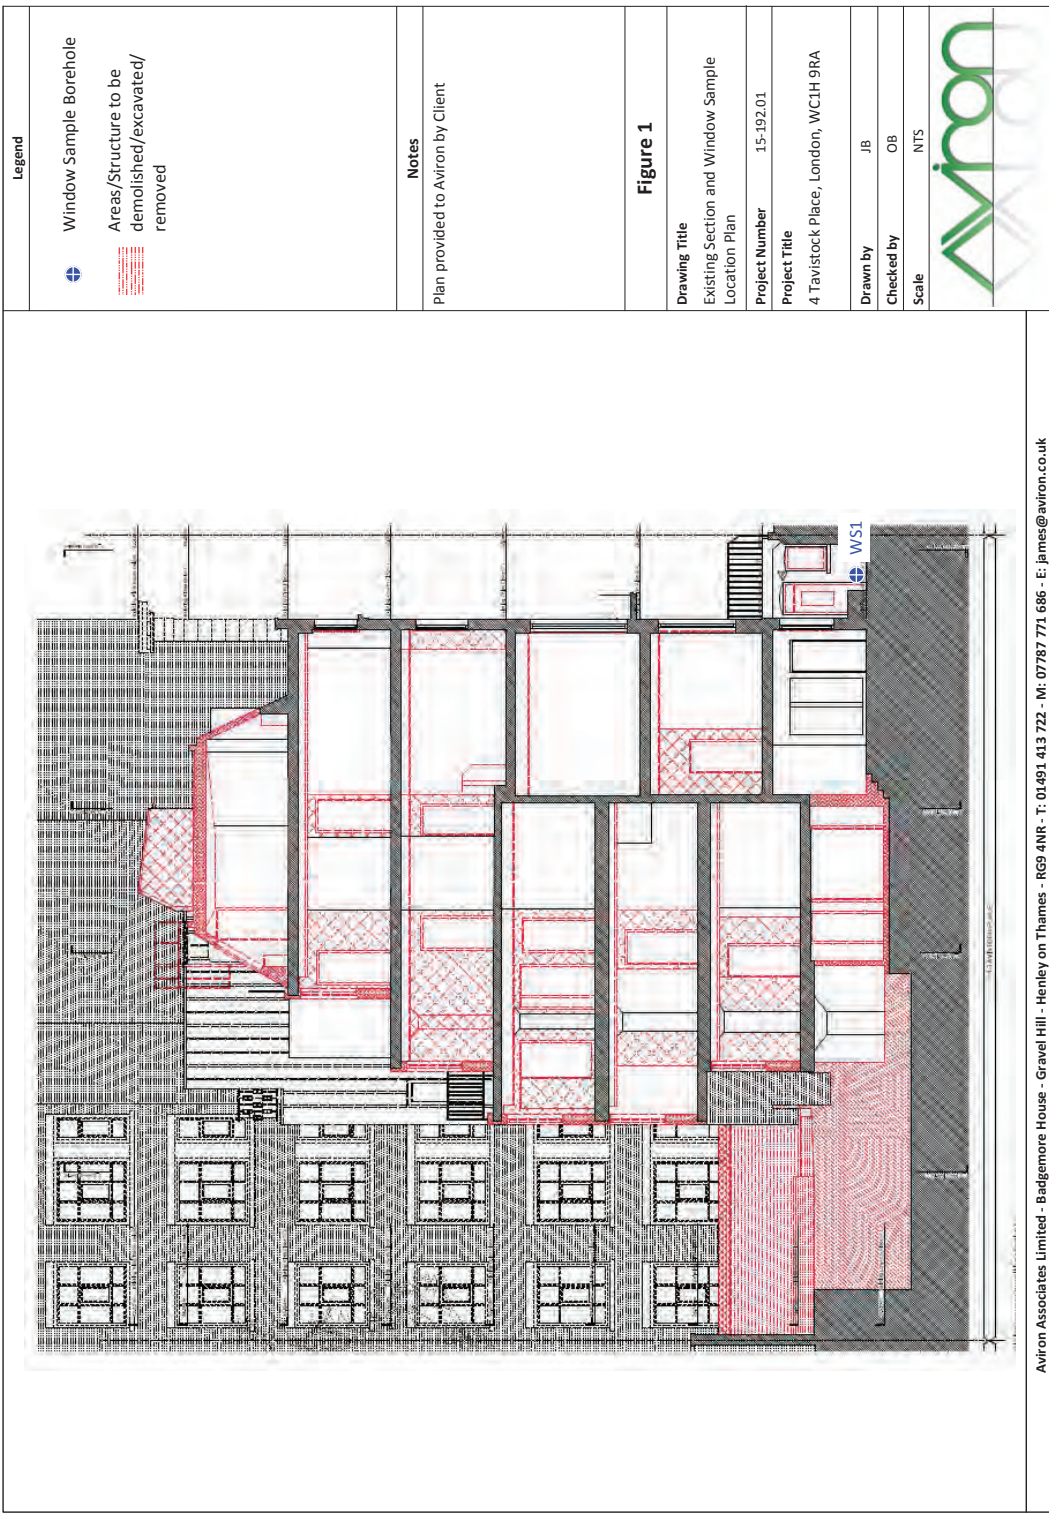 Legend
Window Sample Borehole
Areas/Structure to be
demolished/excavated/
removed
Notes
Plan provided to Aviron by Client
Figure 1
Drawing Title
Existing Section and Window Sample
Location Plan
Project Number 15-192.01
Project Title
4 Tavistock Place, London, WC1H 9RA
Drawn by JB
Checked by OB
Scale NTS
Aviron
WS1
Aviron Associates Limited - Badgemore House - Gravel Hill - Henley on Thames - RG9 4NR - T: 01491 413 722 - M: 07787 771 686 - E: james@aviron.co.uk